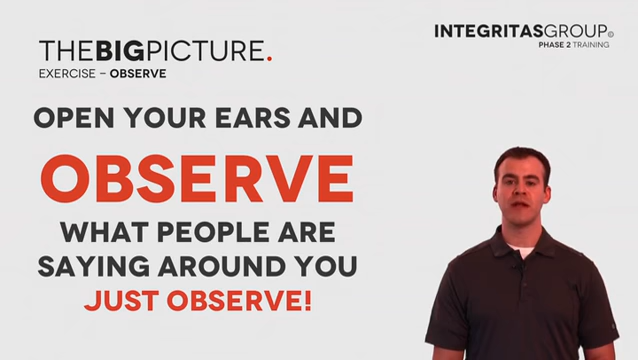 THEBIGPICTURE.
EXERCISE – OBSERVE
INTEGRITASGROUP©
PHASE 2 TRAINING
OPEN YOUR EARS AND
OBSERVE
WHAT PEOPLE ARE
SAYING AROUND YOU
JUST OBSERVE!